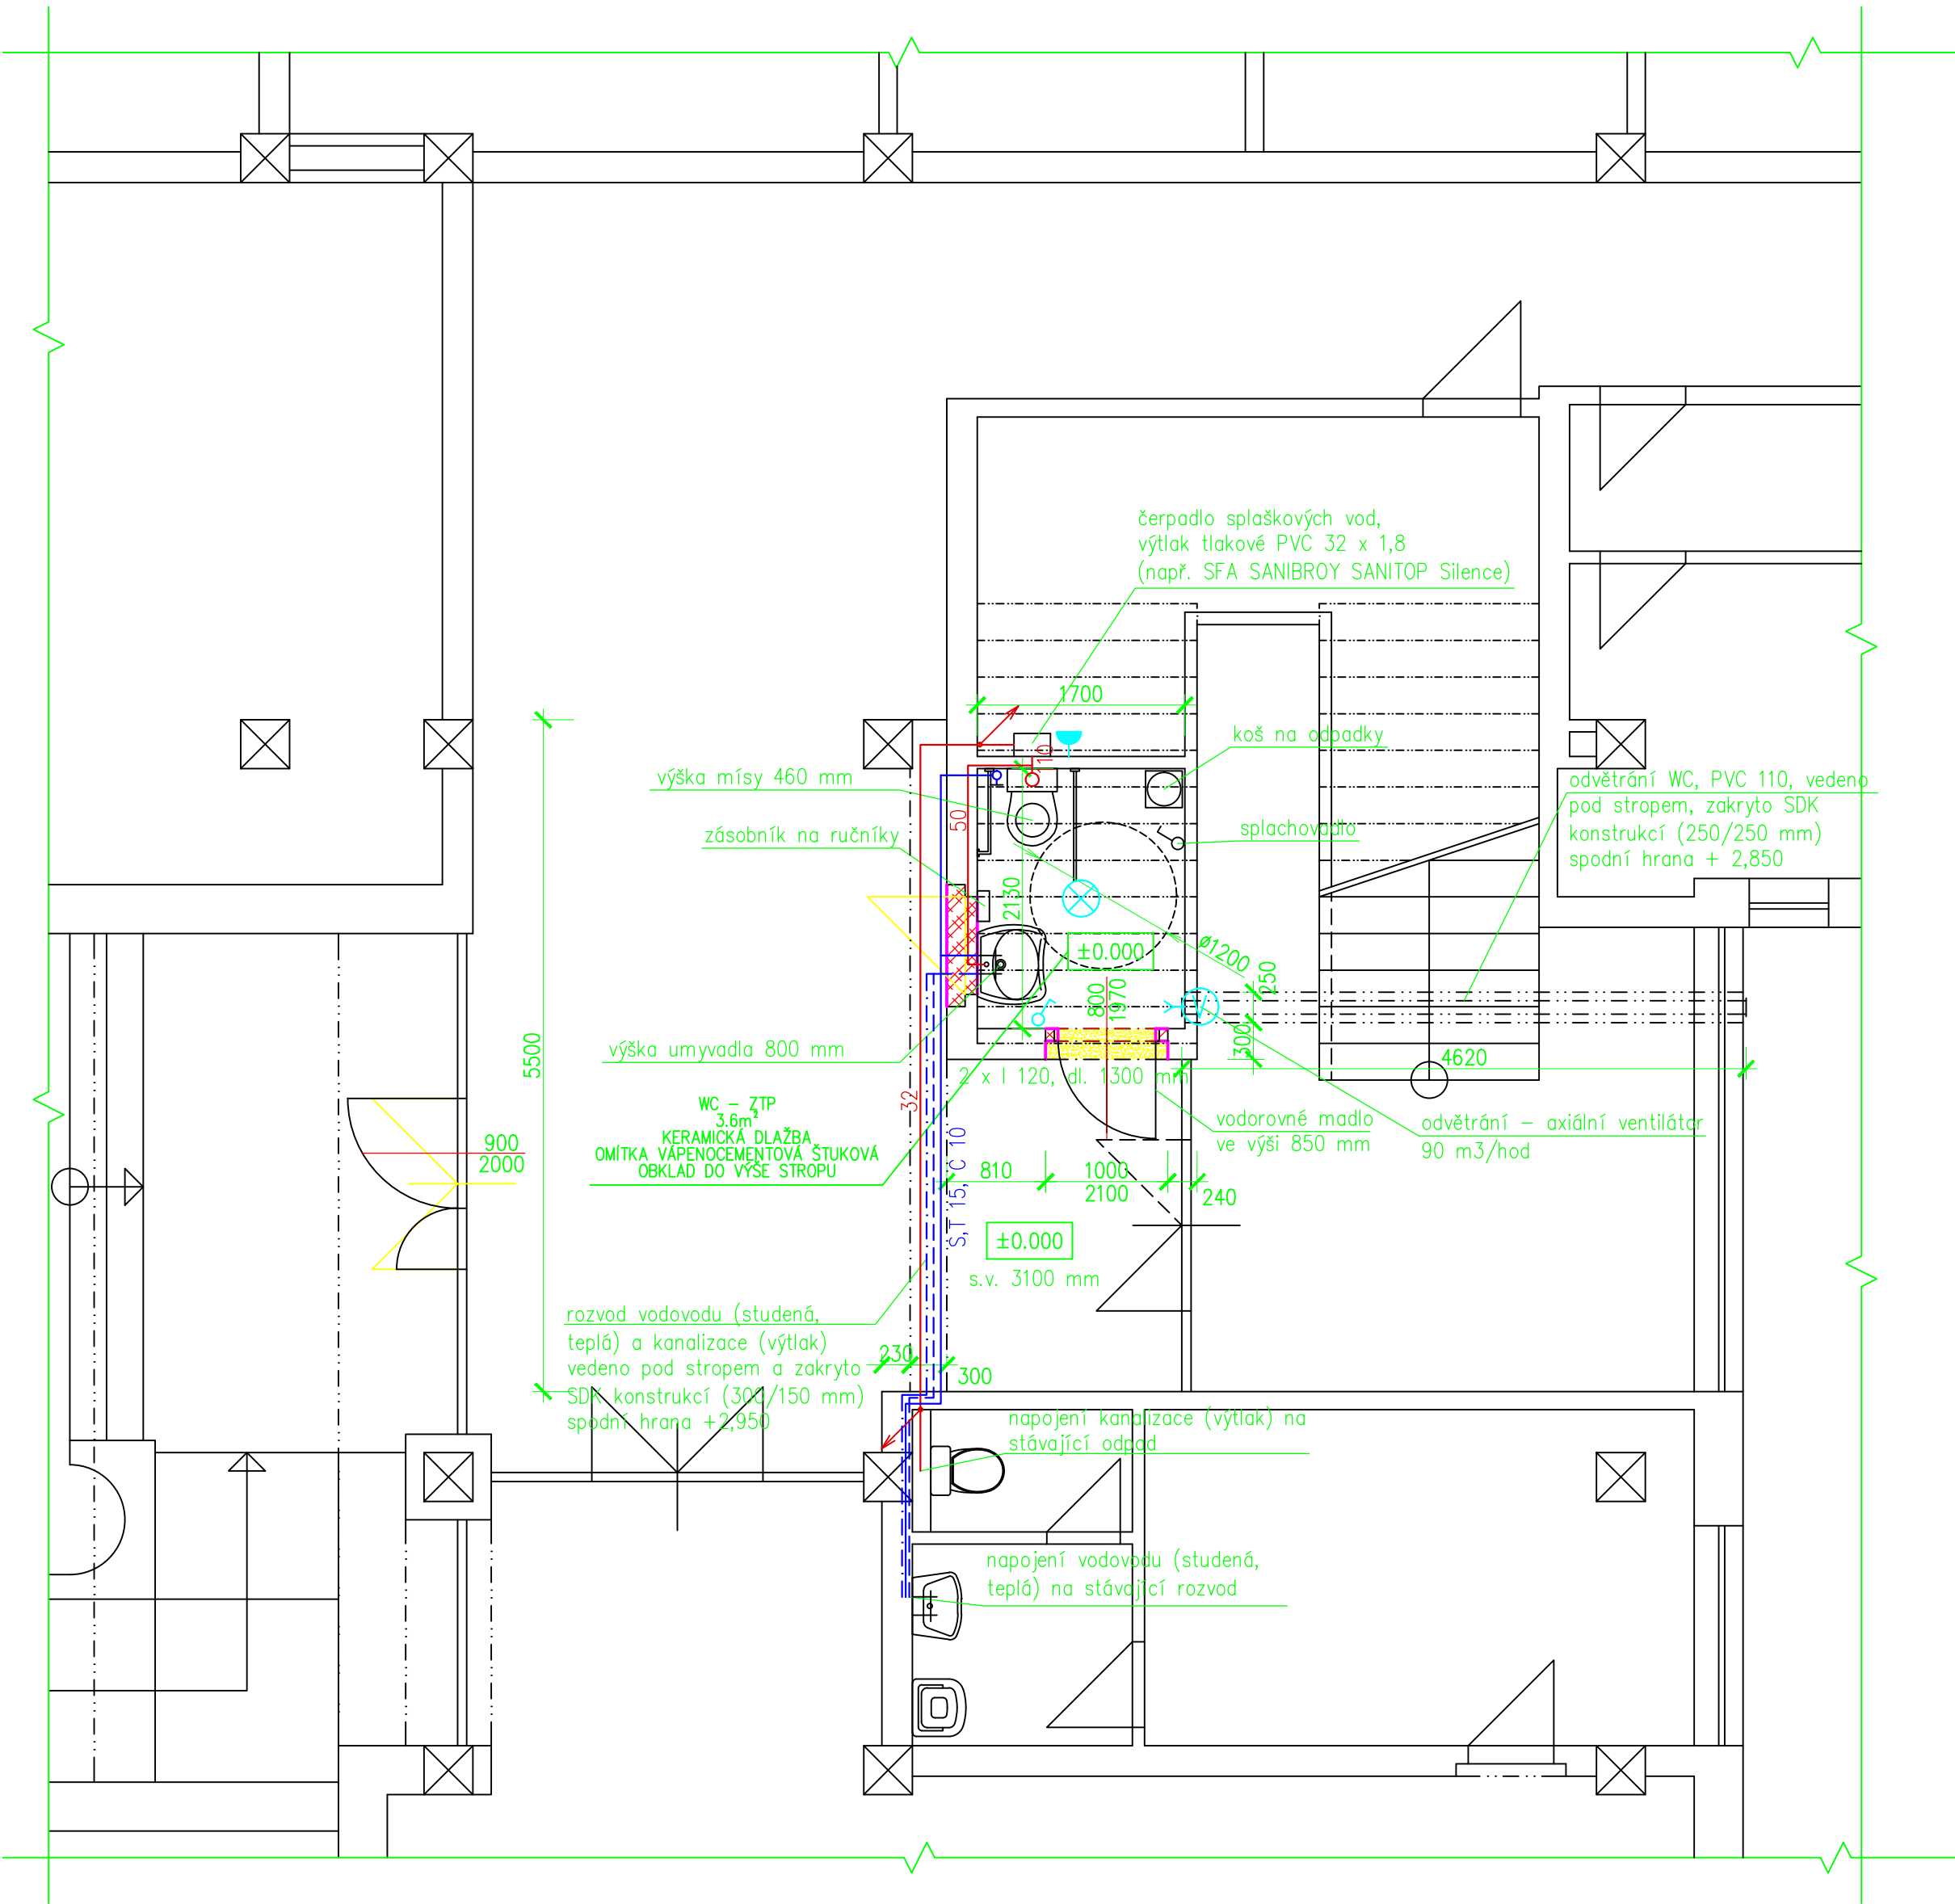 čerpadlo splaškových vod,
výtlak tlakové PVC 32 x 1,8
(např. SFA SANIBROY SANITOP Silence)
1700
koš na odpadky
110
výška mísy 460 mm
odvětrání WC, PVC 110, vedeno
pod stropem, zakryto SDK
konstrukcí (250/250 mm)
spodní hrana + 2,850
50
zásobník na ručníky
splachovadlo
2130
±0.000
ø1200
250
800
1970
V
300
5500
výška umyvadla 800 mm
4620
2 x I 120, dl. 1300 mm
32
WC - ZTP
3.6m²
KERAMICKÁ DLAŽBA
OMÍTKA VÁPENOCEMENTOVÁ ŠTUKOVÁ
OBKLAD DO VÝŠE STROPU
vodorovné madlo
ve výši 850 mm
odvětrání - axiální ventilátor
90 m3/hod
900
2000
810
1000
2100
240
S,T 15, C 10
±0.000
s.v. 3100 mm
rozvod vodovodu (studená,
teplá) a kanalizace (výtlak)
vedeno pod stropem a zakryto
SDK konstrukcí (300/150 mm)
spodní hrana +2,950
230
300
napojení kanalizace (výtlak) na
stávající odpad
napojení vodovodu (studená,
teplá) na stávající rozvod